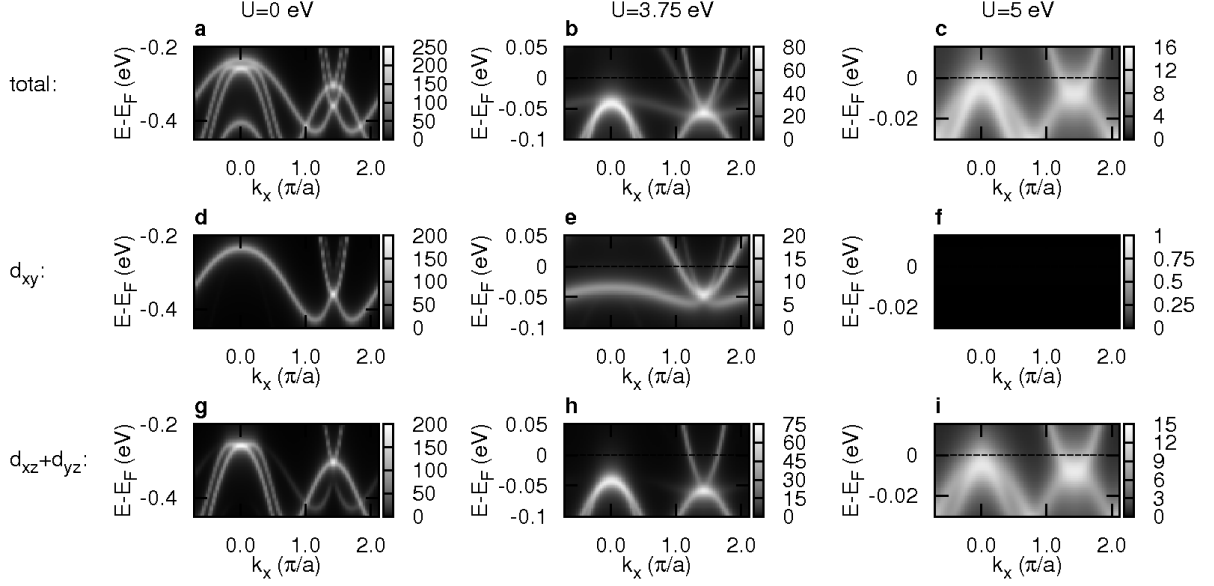 U=0 eV U=3.75 eV U=5 eV
total:
a
E-E_F (eV)
-0.2
-0.4
250
200
150
100
50
0
0.0 1.0 2.0
k_x (π/a)
b
E-E_F (eV)
0.05
0
-0.05
-0.1
80
60
40
20
0
0.0 1.0 2.0
k_x (π/a)
c
E-E_F (eV)
0
-0.02
16
12
8
4
0
0.0 1.0 2.0
k_x (π/a)
d_xy:
d
E-E_F (eV)
-0.2
-0.4
200
150
100
50
0
0.0 1.0 2.0
k_x (π/a)
e
E-E_F (eV)
0.05
0
-0.05
-0.1
20
15
10
5
0
0.0 1.0 2.0
k_x (π/a)
f
E-E_F (eV)
0
-0.02
1
0.75
0.5
0.25
0
0.0 1.0 2.0
k_x (π/a)
d_xz+d_yz:
g
E-E_F (eV)
-0.2
-0.4
200
150
100
50
0
0.0 1.0 2.0
k_x (π/a)
h
E-E_F (eV)
0.05
0
-0.05
-0.1
75
60
45
30
15
0
0.0 1.0 2.0
k_x (π/a)
i
E-E_F (eV)
0
-0.02
15
12
9
6
3
0
0.0 1.0 2.0
k_x (π/a)